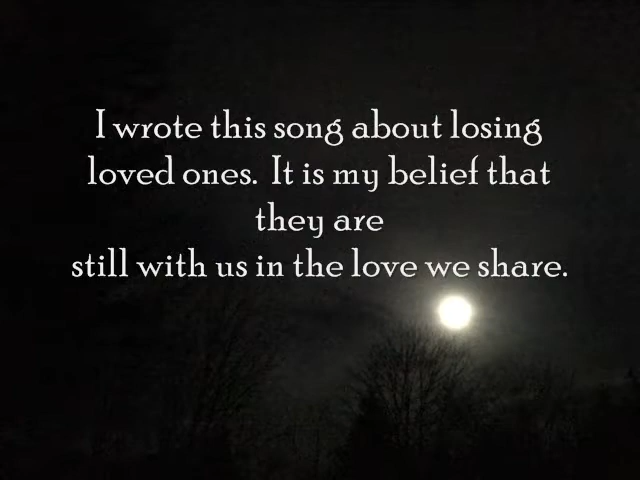 I wrote this song about losing
loved ones.  It is my belief that
they are
still with us in the love we share.